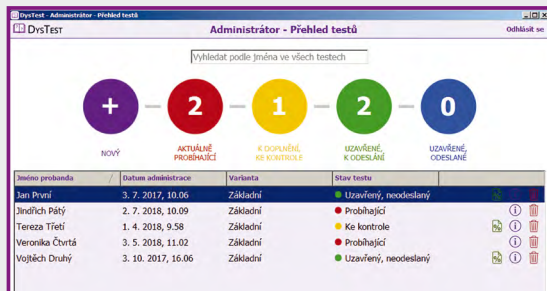 DysTest - Administrátor - Přehled testů
DYSTEST Administrátor - Přehled testů Odhlásit se
Vyhledat podle jména ve všech testech
+ 2 1 2 0
NOVÝ AKTUÁLNĚ PROBÍHAJÍCÍ K DOPLNĚNÍ, KE KONTROLE UZAVŘENÉ, K ODESLÁNÍ UZAVŘENÉ, ODESLANÉ
Jméno probanda Datum administrace Varianta Stav testu
Jan První 3. 7. 2017, 10.06 Základní Uzavřený, neodeslaný
Jindřich Pátý 2. 7. 2018, 10.09 Základní Probíhající
Tereza Třetí 1. 4. 2018, 9.58 Základní Ke kontrole
Veronika Čtvrtá 3. 5. 2018, 11.02 Základní Probíhající
Vojtěch Druhý 3. 10. 2017, 16.06 Základní Uzavřený, neodeslaný